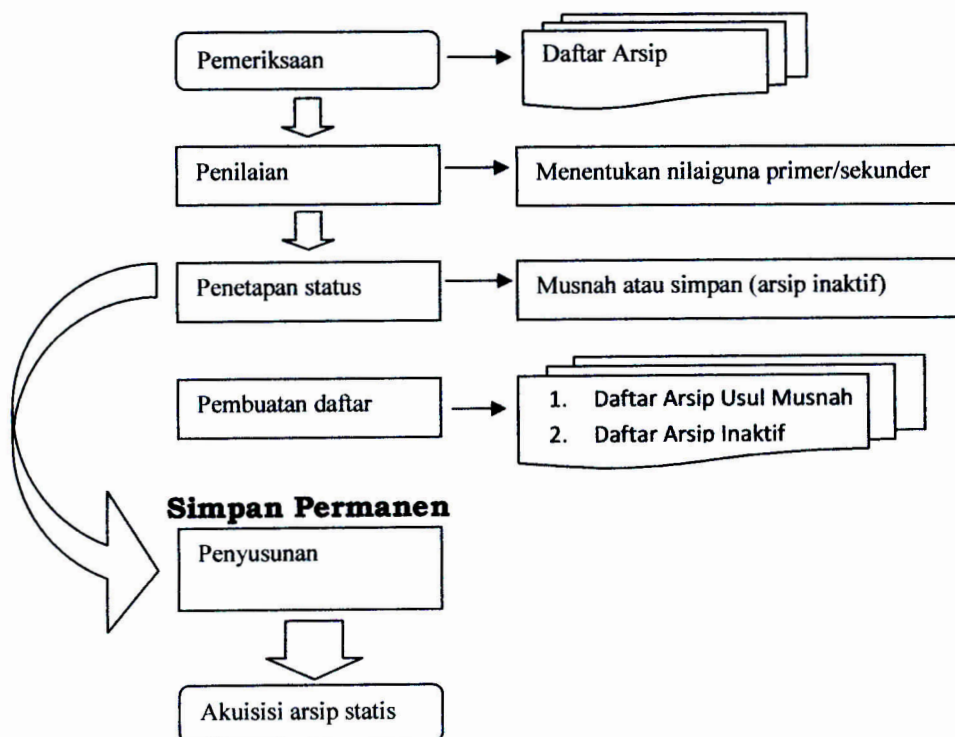 Pemeriksaan
Daftar Arsip
Penilaian
Menentukan nilaiguna primer/sekunder
Penetapan status
Musnah atau simpan (arsip inaktif)
Pembuatan daftar
1. Daftar Arsip Usul Musnah
2. Daftar Arsip Inaktif
Simpan Permanen
Penyusunan
Akuisisi arsip statis